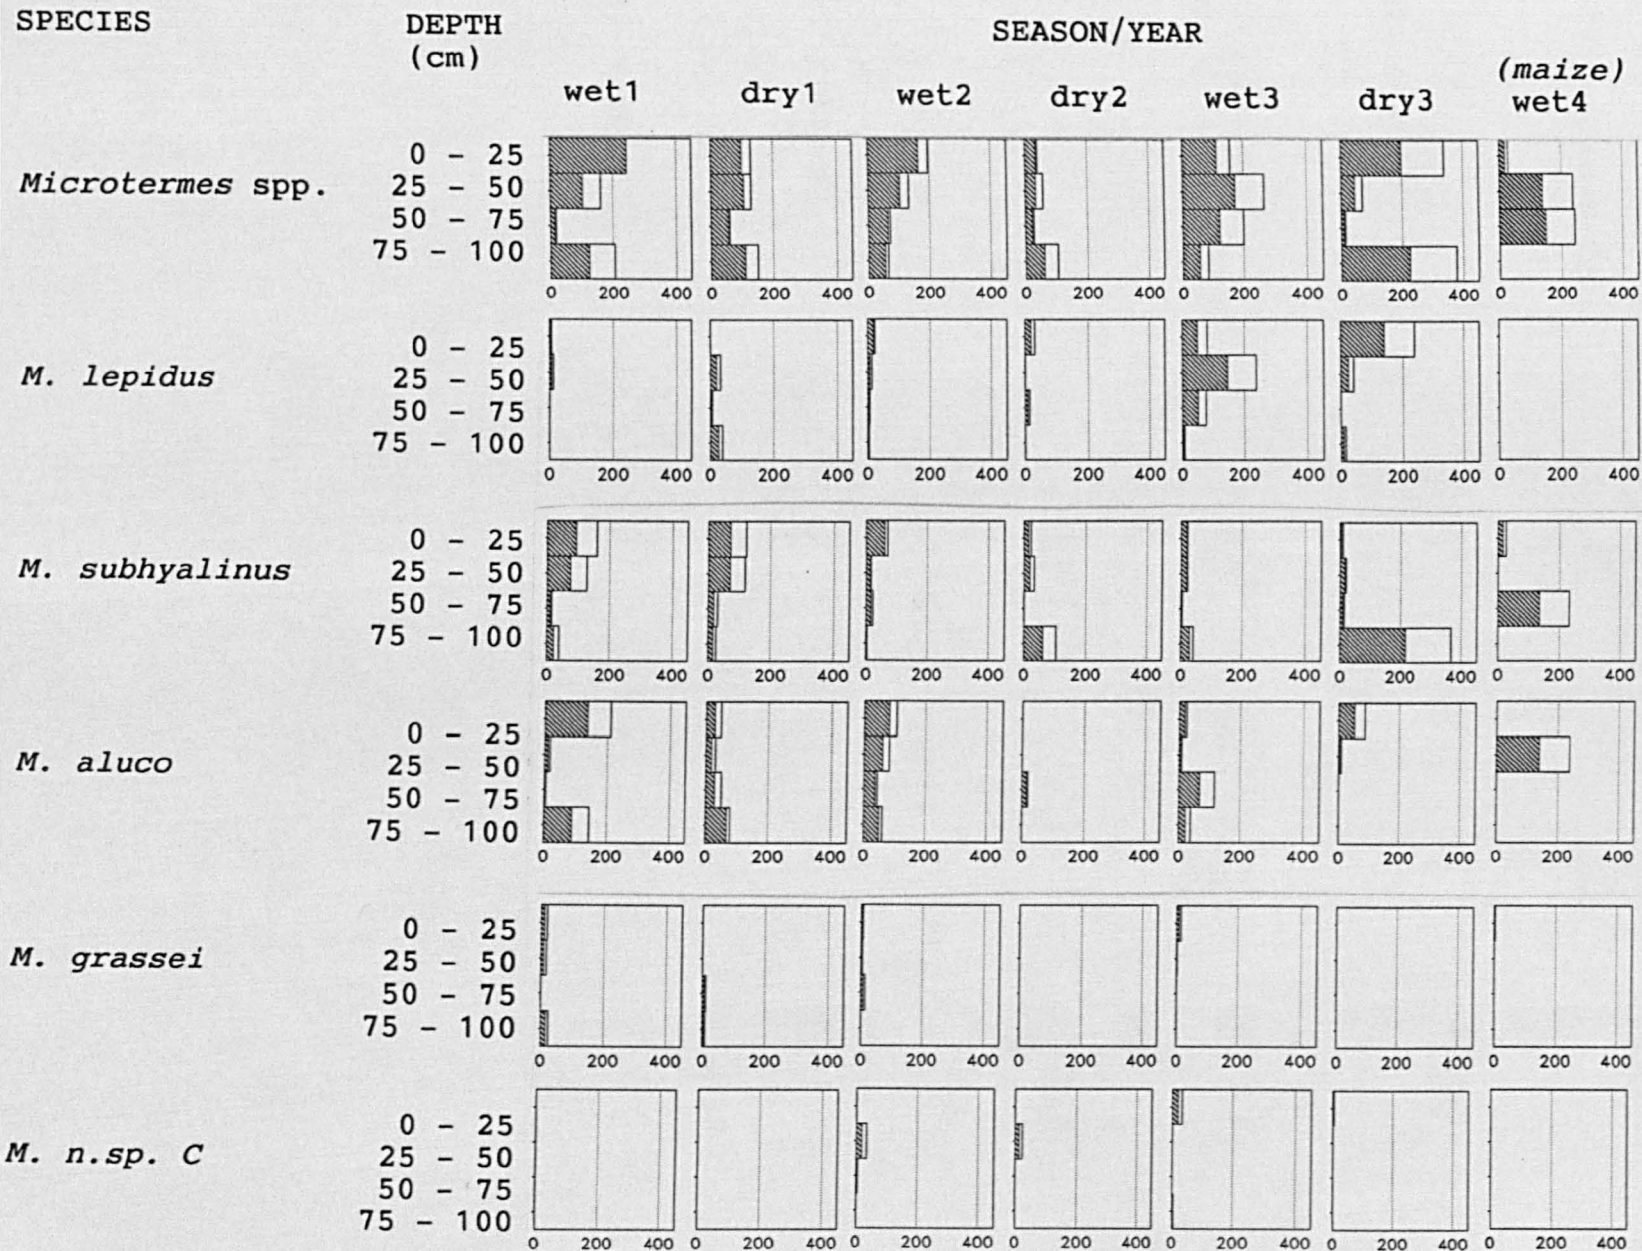 SPECIES DEPTH (cm) SEASON/YEAR
wet1 dry1 wet2 dry2 wet3 dry3 (maize) wet4
Microtermes spp.
0 – 25
25 – 50
50 – 75
75 – 100
0 200 400 0 200 400 0 200 400 0 200 400 0 200 400 0 200 400 0 200 400
M. lepidus
0 – 25
25 – 50
50 – 75
75 – 100
0 200 400 0 200 400 0 200 400 0 200 400 0 200 400 0 200 400 0 200 400
M. subhyalinus
0 – 25
25 – 50
50 – 75
75 – 100
0 200 400 0 200 400 0 200 400 0 200 400 0 200 400 0 200 400 0 200 400
M. aluco
0 – 25
25 – 50
50 – 75
75 – 100
0 200 400 0 200 400 0 200 400 0 200 400 0 200 400 0 200 400 0 200 400
M. grassei
0 – 25
25 – 50
50 – 75
75 – 100
0 200 400 0 200 400 0 200 400 0 200 400 0 200 400 0 200 400 0 200 400
M. n.sp. C
0 – 25
25 – 50
50 – 75
75 – 100
0 200 400 0 200 400 0 200 400 0 200 400 0 200 400 0 200 400 0 200 400